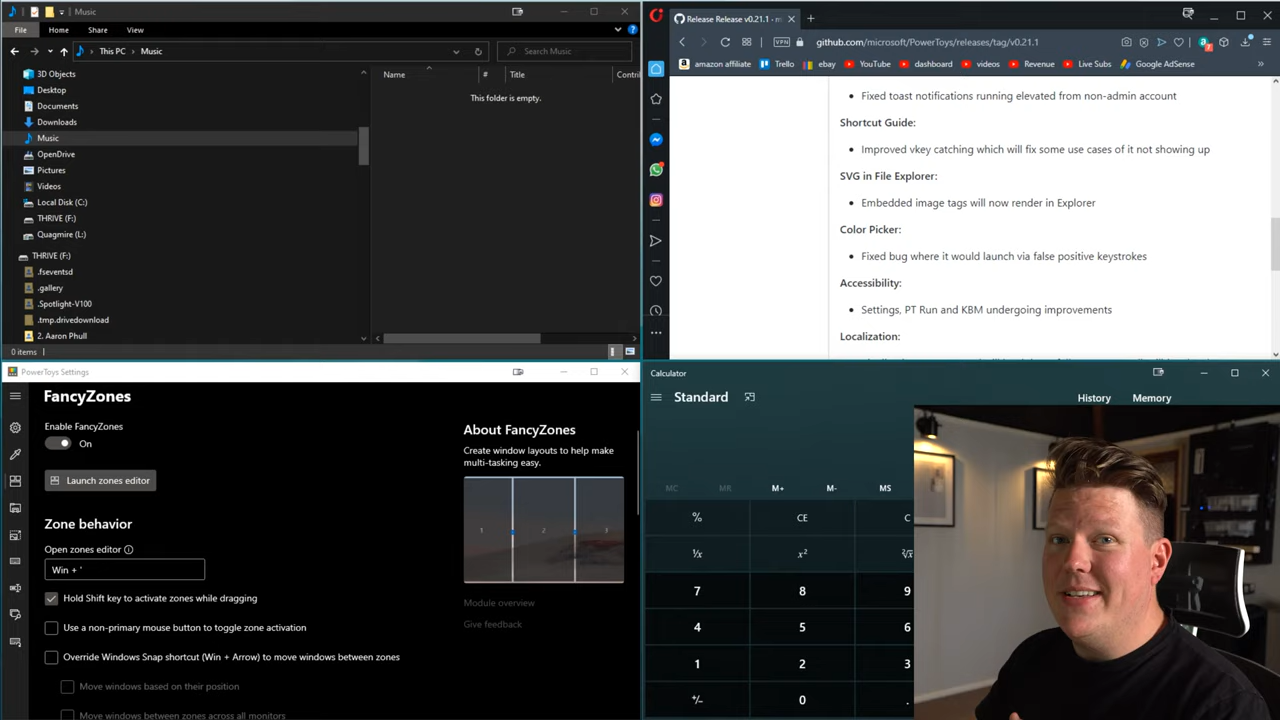 Music
File
Home
Share
View
This PC
Music
Search Music
3D Objects
Desktop
Documents
Downloads
Music
OpenDrive
Pictures
Videos
Local Disk (C:)
THRIVE (F:)
Quagmire (L:)
THRIVE (F:)
.fseventsd
.gallery
.Spotlight-V100
.tmp.drivedownload
2. Aaron Phull
0 items
Name
#
Title
Contril
This folder is empty.
Release Release v0.21.1 · m
VPN
github.com/microsoft/PowerToys/releases/tag/v0.21.1
amazon affiliate
Trello
ebay
YouTube
dashboard
videos
Revenue
Live Subs
Google AdSense
Fixed toast notifications running elevated from non-admin account
Shortcut Guide:
Improved vkey catching which will fix some use cases of it not showing up
SVG in File Explorer:
Embedded image tags will now render in Explorer
Color Picker:
Fixed bug where it would launch via false positive keystrokes
Accessibility:
Settings, PT Run and KBM undergoing improvements
Localization:
PowerToys Settings
FancyZones
Enable FancyZones
On
Launch zones editor
Zone behavior
Open zones editor
Win + '
Hold Shift key to activate zones while dragging
Use a non-primary mouse button to toggle zone activation
Override Windows Snap shortcut (Win + Arrow) to move windows between zones
Move windows based on their position
Move windows between zones across all monitors
About FancyZones
Create window layouts to help make
multi-tasking easy.
1
2
3
Module overview
Give feedback
Calculator
Standard
History
Memory
MC
MR
M+
M-
MS
%
CE
C
¹/x
x²
²√x
7
8
9
4
5
6
1
2
3
+/-
0
.